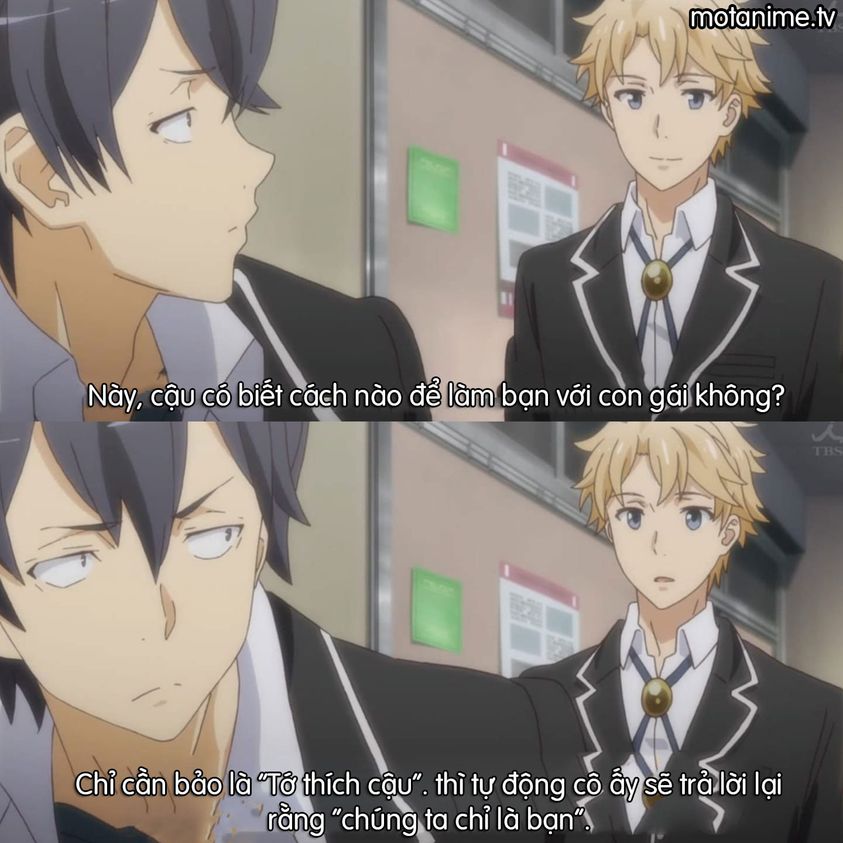 motanime.tv
TBS
Này, cậu có biết cách nào để làm bạn với con gái không?
TBS
Chỉ cần bảo là “Tớ thích cậu”. thì tự động cô ấy sẽ trả lời lại
rằng “chúng ta chỉ là bạn”.